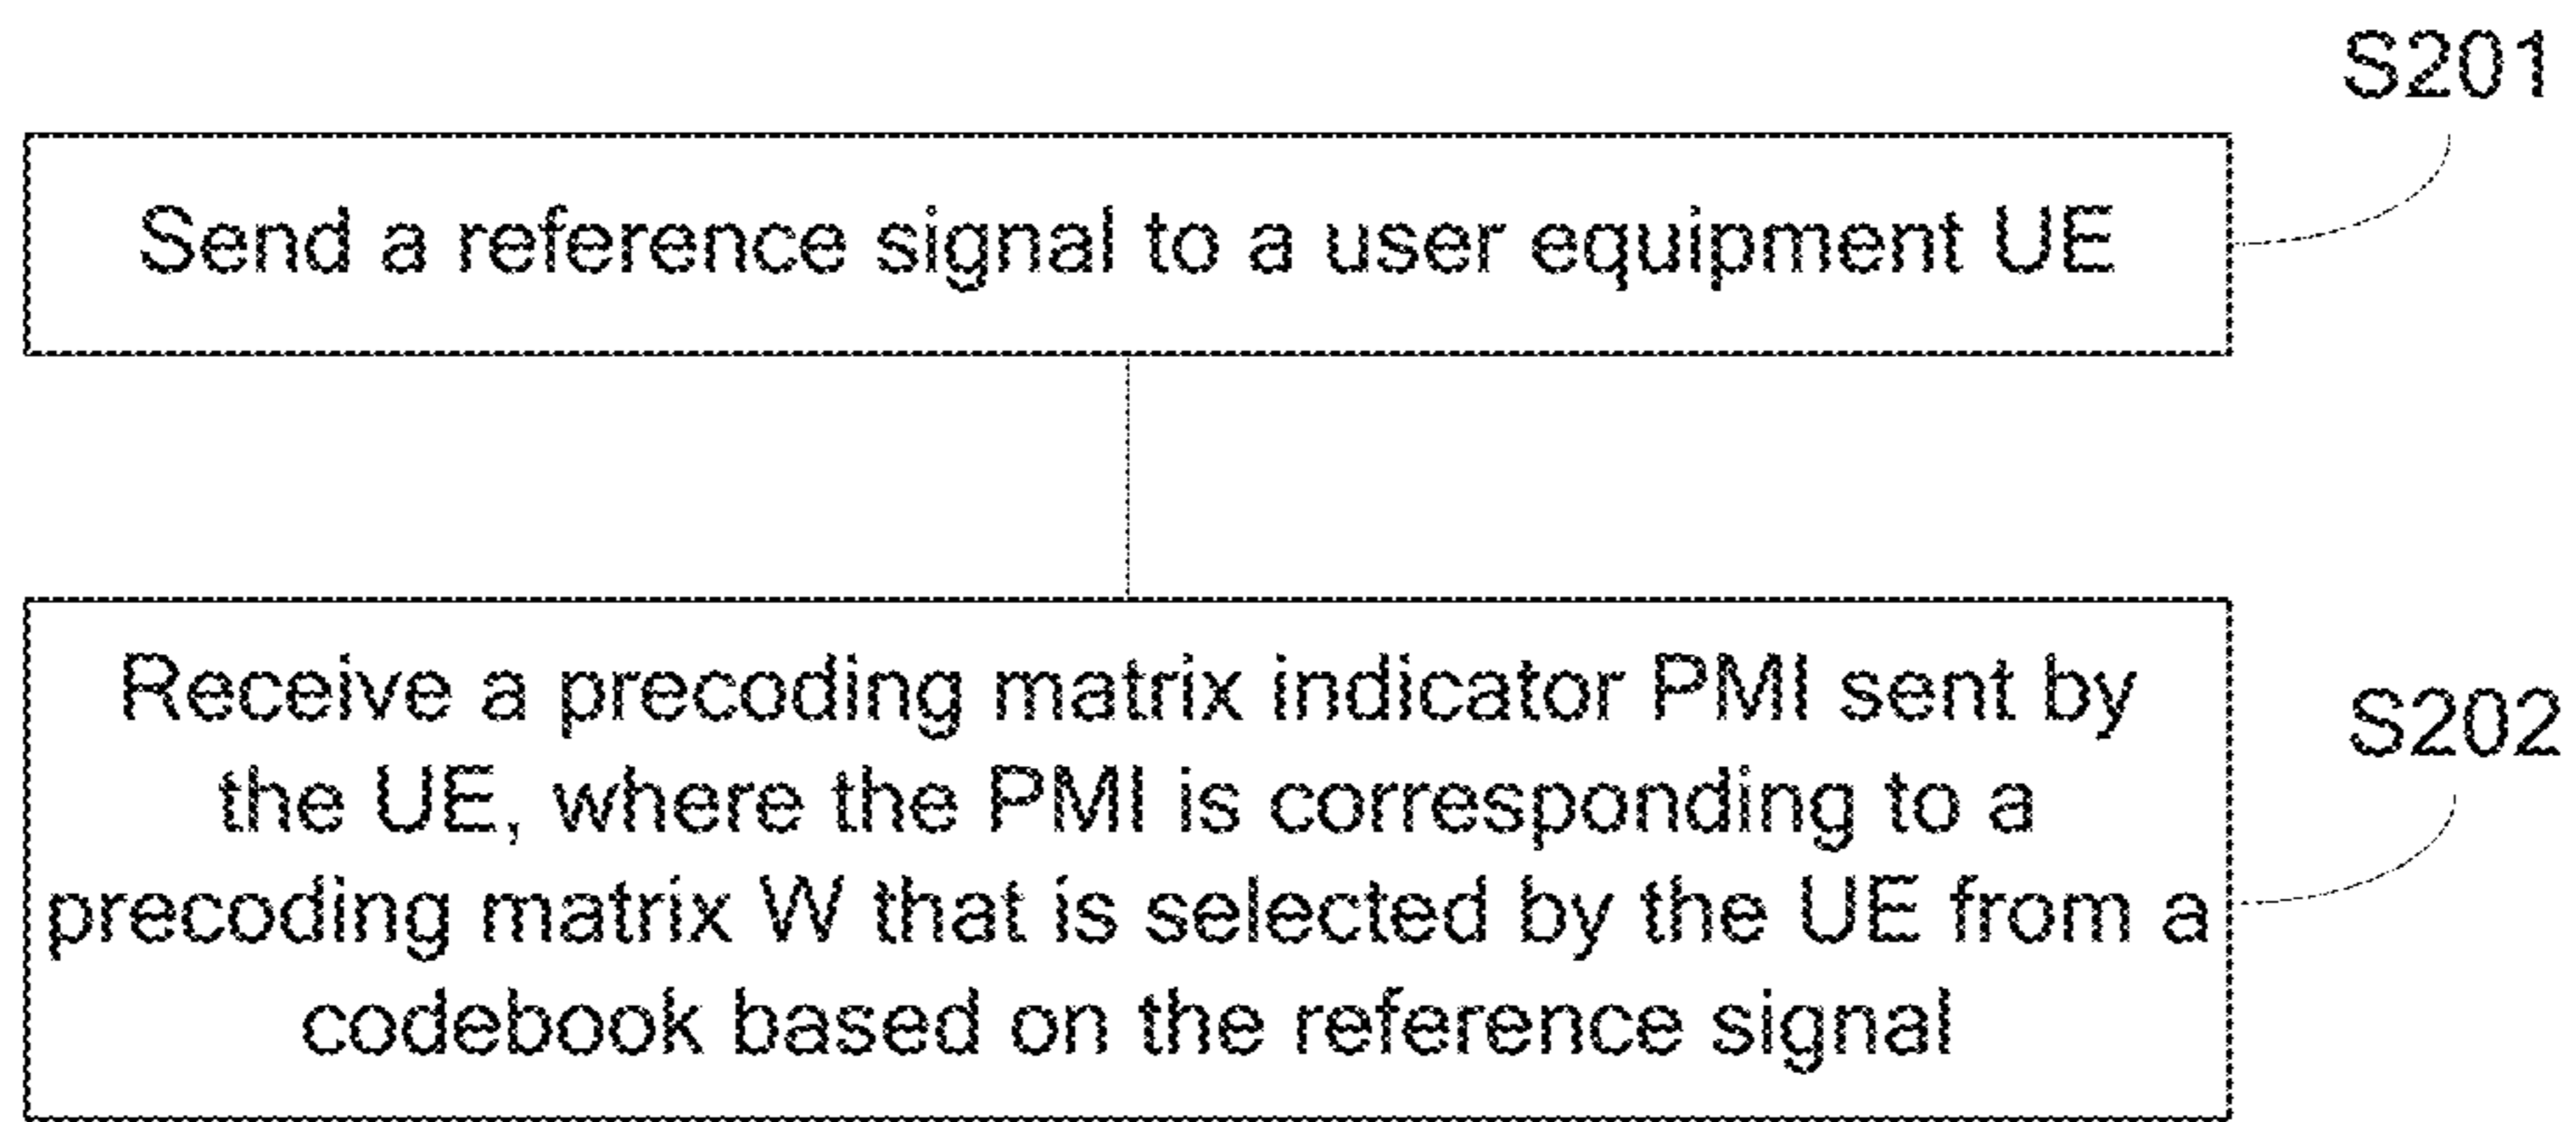 S201
Send a reference signal to a user equipment UE
Receive a precoding matrix indicator PMI sent by
the UE, where the PMI is corresponding to a
precoding matrix W that is selected by the UE from a
codebook based on the reference signal
S202